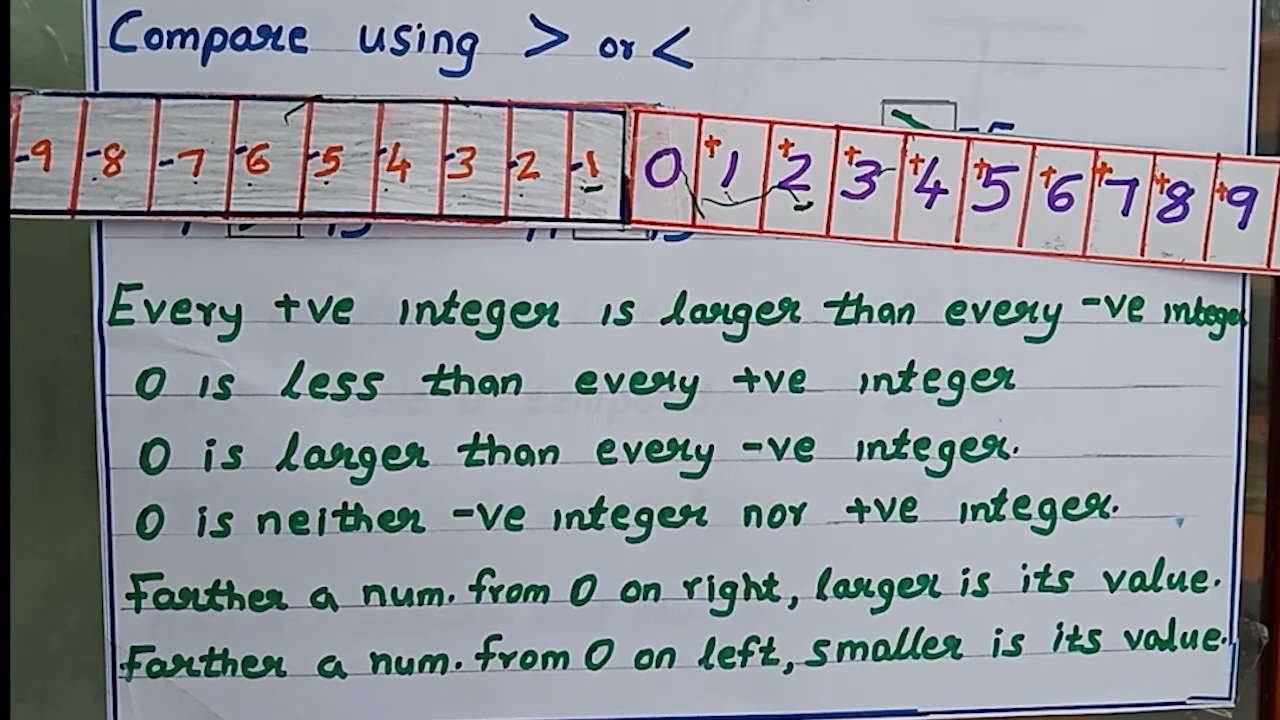 Compare using > or <
-9 -8 -7 -6 -5 -4 -3 -2 -1 0 +1 +2 +3 +4 +5 +6 +7 +8 +9
Every +ve integer is larger than every -ve integer
0 is less than every +ve integer
0 is larger than every -ve integer.
0 is neither -ve integer nor +ve integer.
Farther a num. from 0 on right, larger is its value.
Farther a num. from 0 on left, smaller is its value.